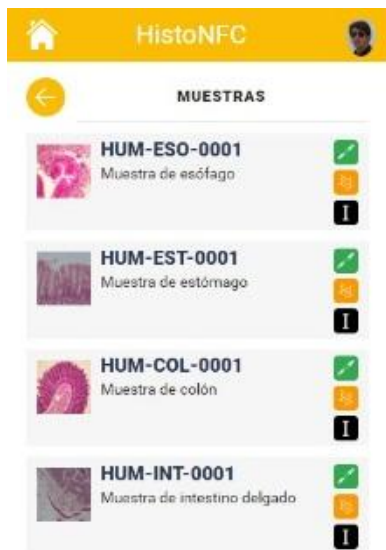 HistoNFC
MUESTRAS
HUM-ESO-0001
Muestra de esófago
HUM-EST-0001
Muestra de estómago
HUM-COL-0001
Muestra de colón
HUM-INT-0001
Muestra de intestino delgado